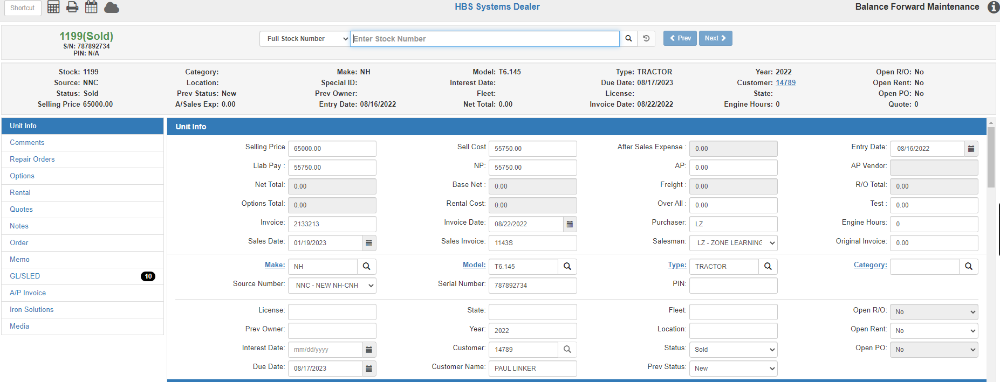 Shortcut HBS Systems Dealer Balance Forward Maintenance
1199(Sold)
S/N: 787892734
PIN: N/A
Full Stock Number Enter Stock Number Prev Next
Stock: 1199 Category: Make: NH Model: T6.145 Type: TRACTOR Year: 2022 Open R/O: No
Source: NNC Location: Special ID: Interest Date: Due Date: 08/17/2023 Customer: 14789 Open Rent: No
Status: Sold Prev Status: New Prev Owner: Fleet: License: State: Open PO: No
Selling Price 65000.00 A/Sales Exp: 0.00 Entry Date: 08/16/2022 Net Total: 0.00 Invoice Date: 08/22/2022 Engine Hours: 0 Quote: 0
Unit Info
Comments
Repair Orders
Options
Rental
Quotes
Notes
Order
Memo
GL/SLED 10
A/P Invoice
Iron Solutions
Media
Unit Info
Selling Price 65000.00 Sell Cost 55750.00 After Sales Expense : 0.00 Entry Date: 08/16/2022
Liab Pay : 55750.00 NP: 55750.00 AP: 0.00 AP Vendor:
Net Total: 0.00 Base Net : 0.00 Freight : 0.00 R/O Total: 0.00
Options Total: 0.00 Rental Cost: 0.00 Over All : 0.00 Test : 0.00
Invoice: 2133213 Invoice Date: 08/22/2022 Purchaser: LZ Engine Hours: 0
Sales Date: 01/19/2023 Sales Invoice: 1143S Salesman: LZ - ZONE LEARNING Original Invoice: 0.00
Make: NH Model: T6.145 Type: TRACTOR Category:
Source Number: NNC - NEW NH-CNH Serial Number: 787892734 PIN:
License: State: Fleet: Open R/O: No
Prev Owner: Year: 2022 Location: Open Rent: No
Interest Date: mm/dd/yyyy Customer: 14789 Status: Sold Open PO: No
Due Date: 08/17/2023 Customer Name: PAUL LINKER Prev Status: New